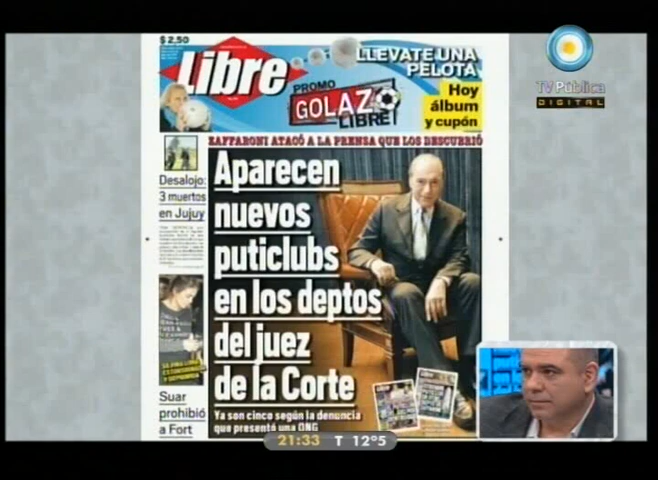 $ 2,50
Libre
PROMO
GOLAZO
LIBRE
LLEVATE UNA
PELOTA
Hoy
álbum
y cupón
TV Pública
DIGITAL
ZAFFARONI ATACÓ A LA PRENSA QUE LOS DESCUBRIÓ
Desalojo:
3 muertos
en Jujuy
Aparecen
nuevos
puticlubs
en los deptos
del juez
de la Corte
Ya son cinco según la denuncia
que presentó una ONG
Suar
prohibió
a Fort
21:33 T 12º5